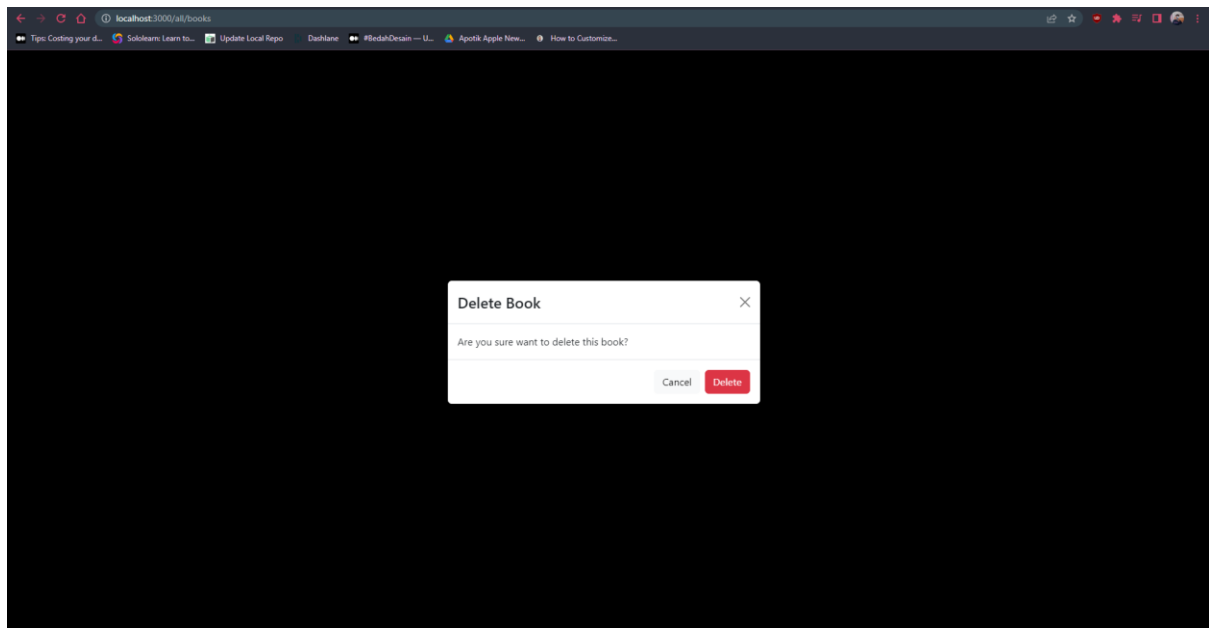 localhost:3000/all/books
Tips: Costing your d... Sololearn: Learn to... Update Local Repo Dashlane #BedahDesain — U... Apotik Apple New... How to Customize...
Delete Book
Are you sure want to delete this book?
Cancel Delete